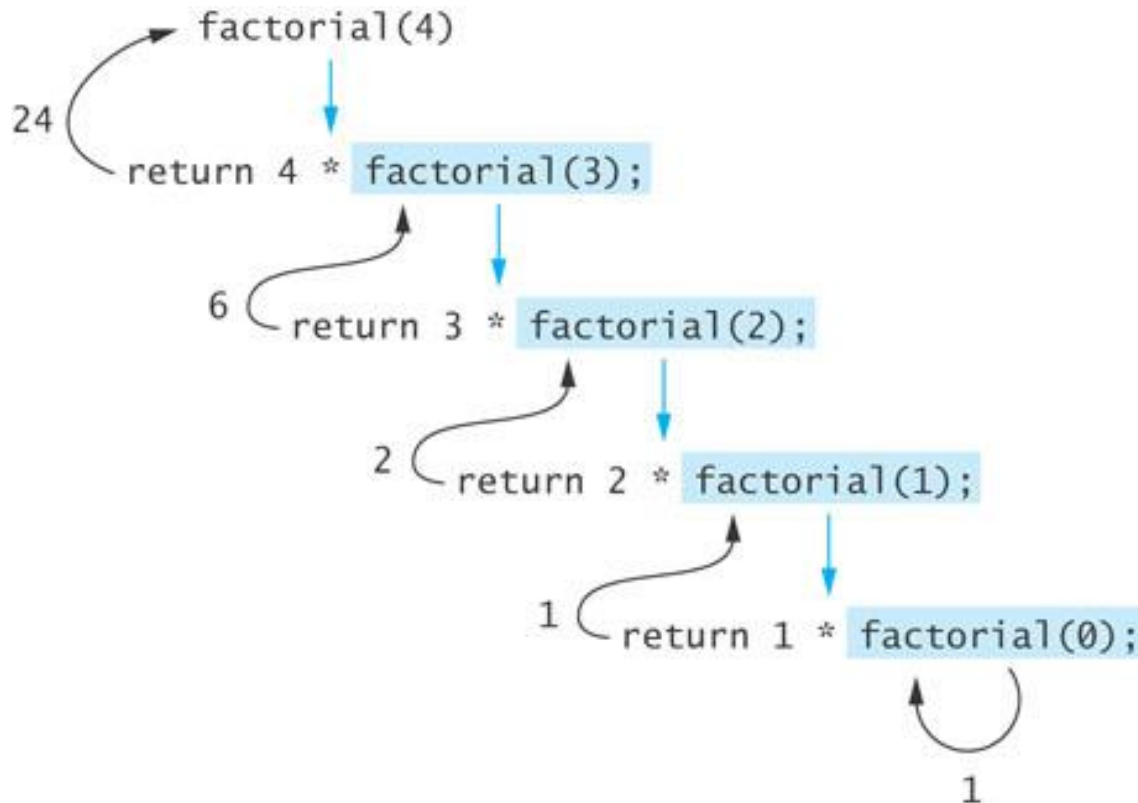 factorial(4)
24
return 4 * factorial(3);
6
return 3 * factorial(2);
2
return 2 * factorial(1);
1
return 1 * factorial(0);
1